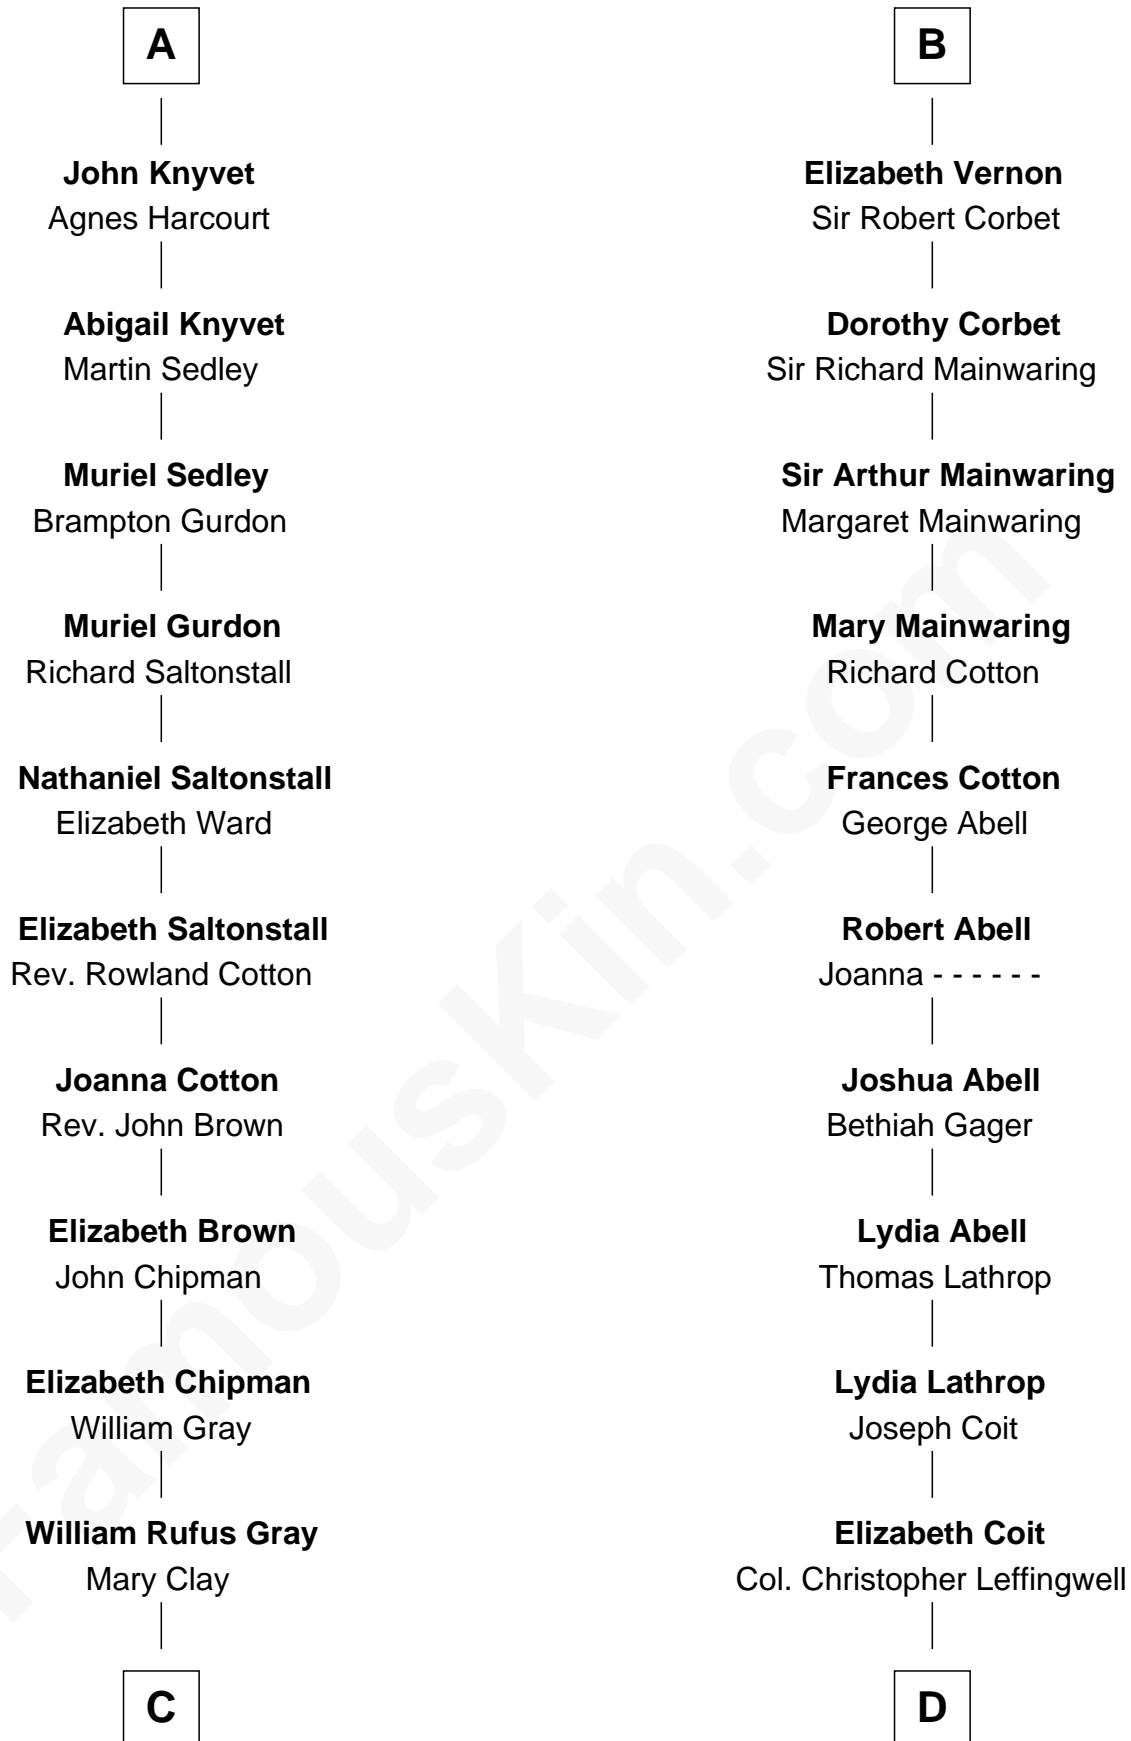 A
John Knyvet
Agnes Harcourt
Abigail Knyvet
Martin Sedley
Muriel Sedley
Brampton Gurdon
Muriel Gurdon
Richard Saltonstall
Nathaniel Saltonstall
Elizabeth Ward
Elizabeth Saltonstall
Rev. Rowland Cotton
Joanna Cotton
Rev. John Brown
Elizabeth Brown
John Chipman
Elizabeth Chipman
William Gray
William Rufus Gray
Mary Clay
C
B
Elizabeth Vernon
Sir Robert Corbet
Dorothy Corbet
Sir Richard Mainwaring
Sir Arthur Mainwaring
Margaret Mainwaring
Mary Mainwaring
Richard Cotton
Frances Cotton
George Abell
Robert Abell
Joanna - - - - - -
Joshua Abell
Bethiah Gager
Lydia Abell
Thomas Lathrop
Lydia Lathrop
Joseph Coit
Elizabeth Coit
Col. Christopher Leffingwell
D
FamousKin.com